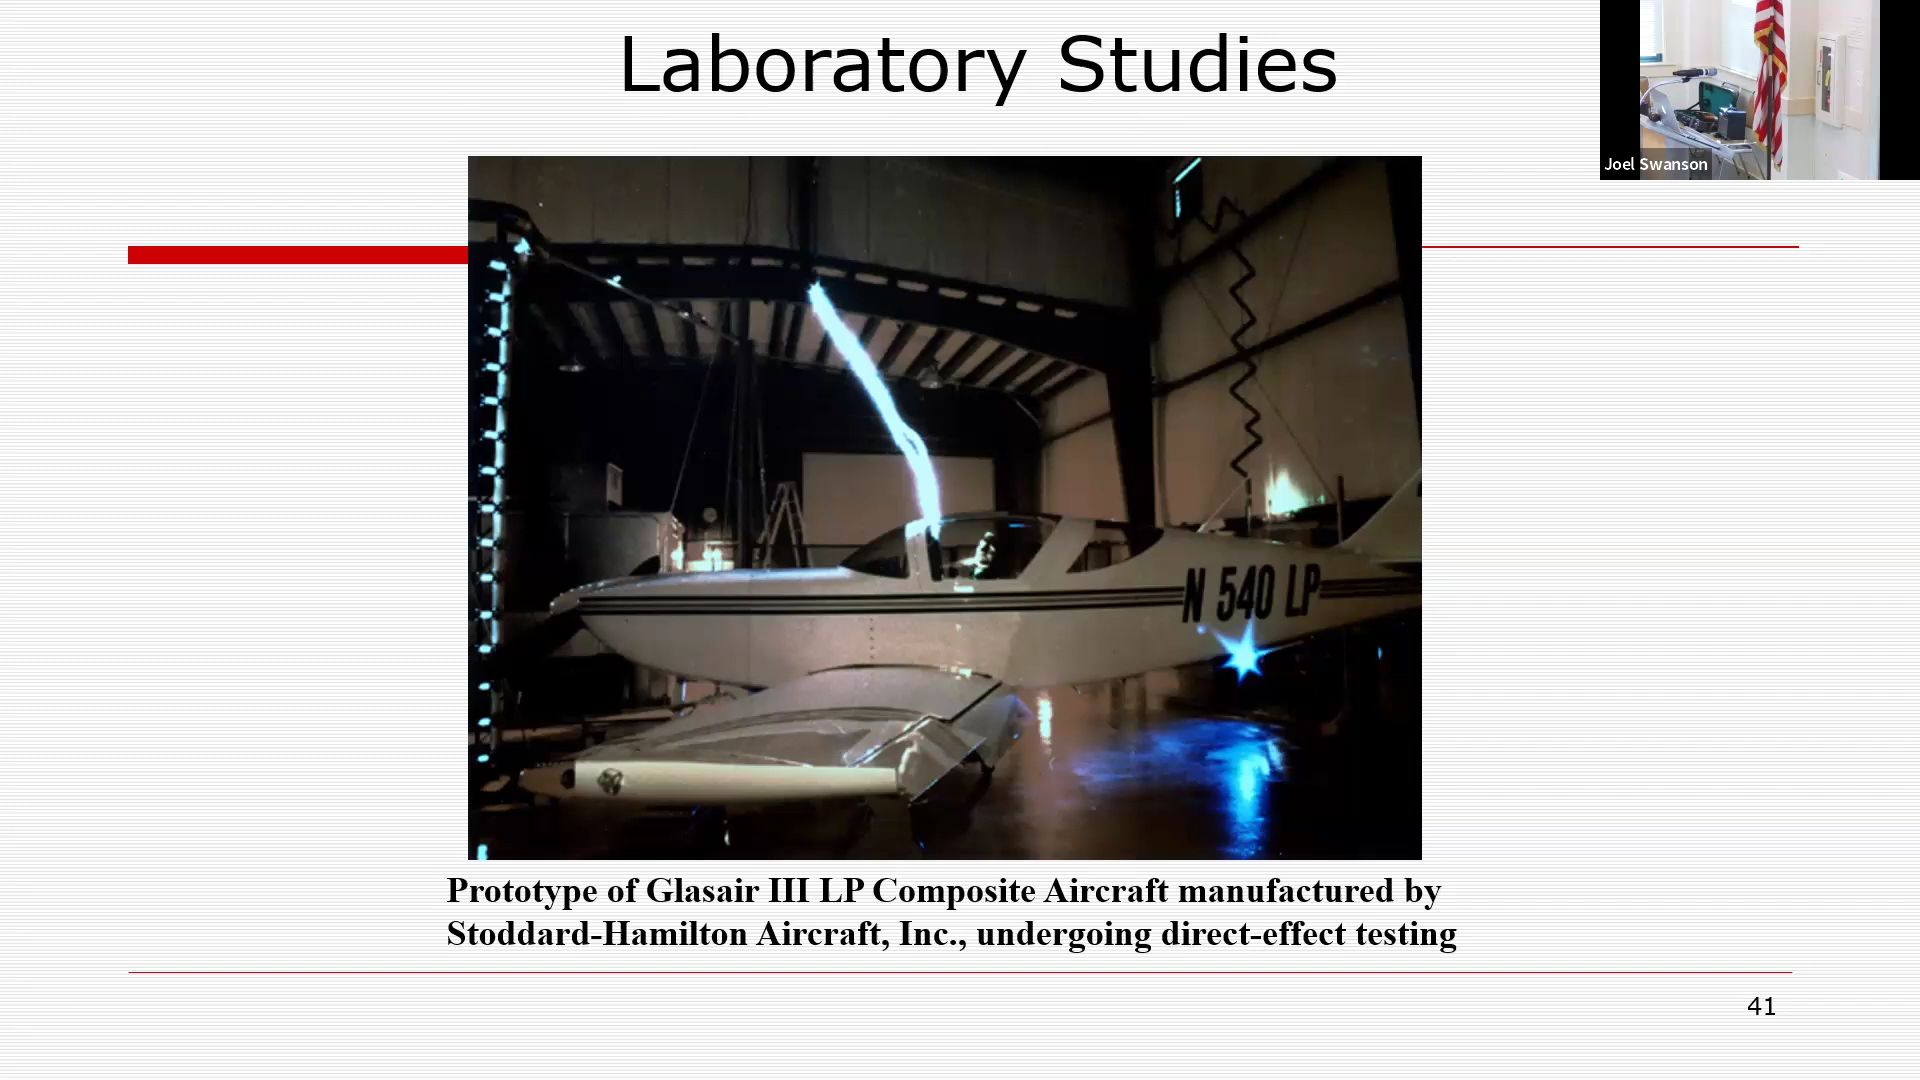 Laboratory Studies
Joel Swanson
N 540 LP
Prototype of Glasair III LP Composite Aircraft manufactured by
Stoddard-Hamilton Aircraft, Inc., undergoing direct-effect testing
41